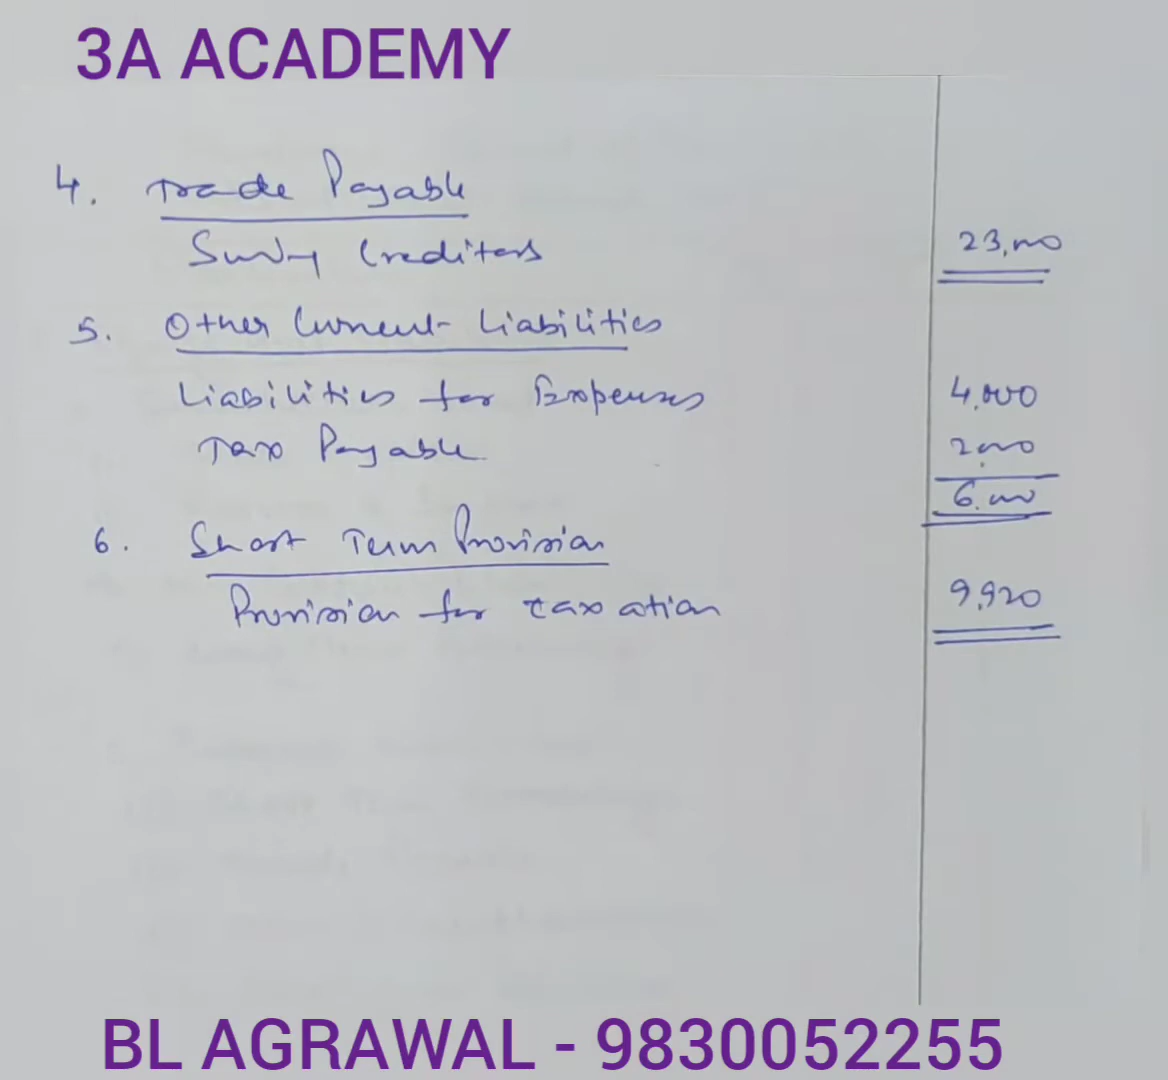 3A ACADEMY
4. Trade Payable
Sundry Creditors 23,000
5. Other Current Liabilities
Liabilities for Expenses 4,000
Tax Payable 2,000
6,000
6. Short Term Provision
Provision for taxation 9,920
BL AGRAWAL - 9830052255